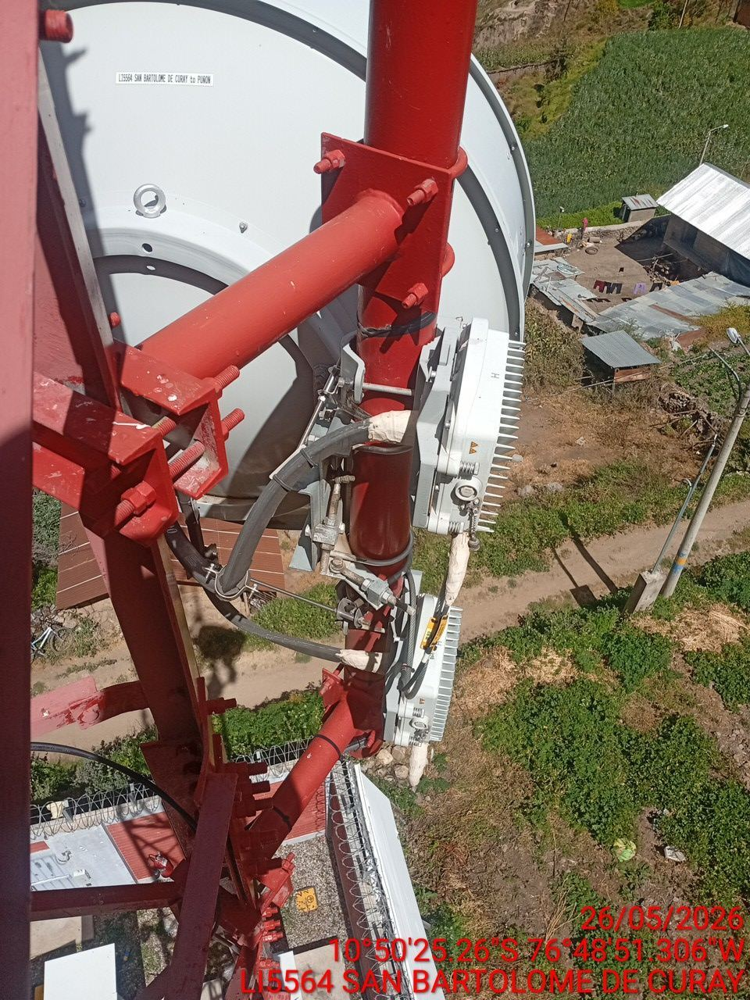 LI5564 SAN BARTOLOME DE CURAY to PUÑON
H
H
26/05/2026
10°50'25.26"S 76°48'51.306"W
LI5564 SAN BARTOLOME DE CURAY